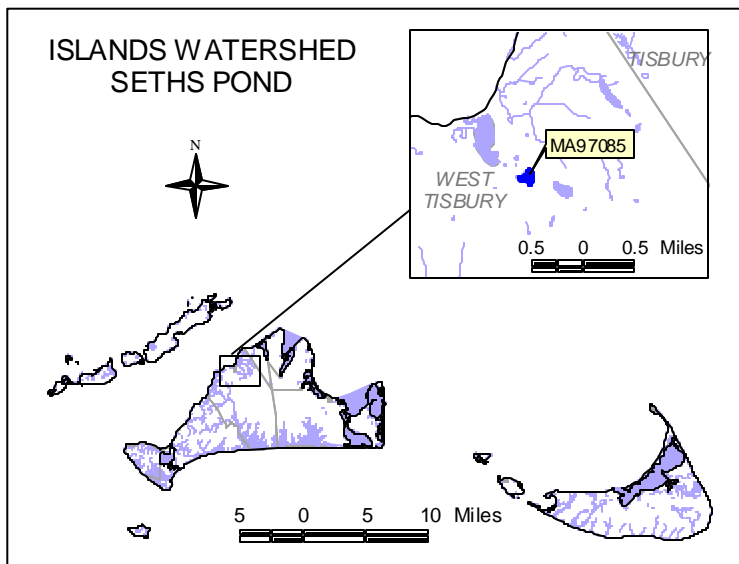 ISLANDS WATERSHED
SETHS POND
N
TISBURY
MA97085
WEST
TISBURY
0.5 0 0.5 Miles
5 0 5 10 Miles